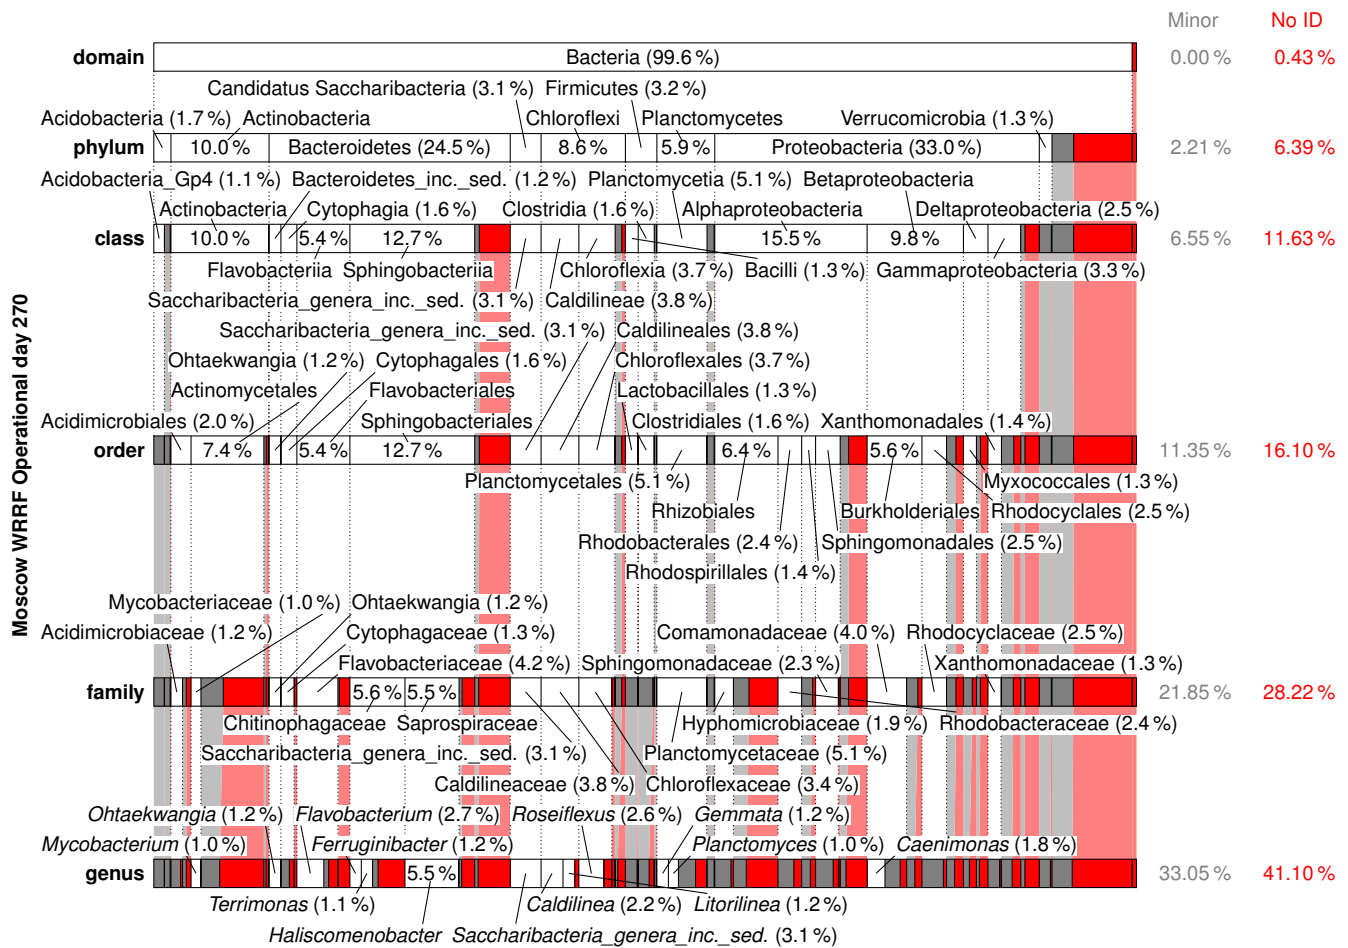 Minor No ID
domain Bacteria (99.6 %) 0.00 % 0.43 %
Candidatus Saccharibacteria (3.1 %) Firmicutes (3.2 %)
Acidobacteria (1.7 %) Actinobacteria Chloroflexi Planctomycetes Verrucomicrobia (1.3 %)
phylum 10.0 % Bacteroidetes (24.5 %) 8.6 % 5.9 % Proteobacteria (33.0 %) 2.21 % 6.39 %
Acidobacteria_Gp4 (1.1 %) Bacteroidetes_inc._sed. (1.2 %) Planctomycetia (5.1 %) Betaproteobacteria
Actinobacteria Cytophagia (1.6 %) Clostridia (1.6 %) Alphaproteobacteria Deltaproteobacteria (2.5 %)
class 10.0 % 5.4 % 12.7 % 15.5 % 9.8 % 6.55 % 11.63 %
Flavobacteriia Sphingobacteriia Chloroflexia (3.7 %) Bacilli (1.3 %) Gammaproteobacteria (3.3 %)
Saccharibacteria_genera_inc._sed. (3.1 %) Caldilineae (3.8 %)
Saccharibacteria_genera_inc._sed. (3.1 %) Caldilineales (3.8 %)
Ohtaekwangia (1.2 %) Cytophagales (1.6 %) Chloroflexales (3.7 %)
Actinomycetales Flavobacteriales Lactobacillales (1.3 %)
Acidimicrobiales (2.0 %) Sphingobacteriales Clostridiales (1.6 %) Xanthomonadales (1.4 %)
order 7.4 % 5.4 % 12.7 % 6.4 % 5.6 % 11.35 % 16.10 %
Planctomycetales (5.1 %) Myxococcales (1.3 %)
Rhizobiales Burkholderiales Rhodocyclales (2.5 %)
Rhodobacterales (2.4 %) Sphingomonadales (2.5 %)
Rhodospirillales (1.4 %)
Moscow WRRF Operational day 270
Mycobacteriaceae (1.0 %) Ohtaekwangia (1.2 %)
Acidimicrobiaceae (1.2 %) Cytophagaceae (1.3 %) Comamonadaceae (4.0 %) Rhodocyclaceae (2.5 %)
Flavobacteriaceae (4.2 %) Sphingomonadaceae (2.3 %) Xanthomonadaceae (1.3 %)
family 5.6 % 5.5 % 21.85 % 28.22 %
Chitinophagaceae Saprospiraceae Hyphomicrobiaceae (1.9 %) Rhodobacteraceae (2.4 %)
Saccharibacteria_genera_inc._sed. (3.1 %) Planctomycetaceae (5.1 %)
Caldilineaceae (3.8 %) Chloroflexaceae (3.4 %)
Ohtaekwangia (1.2 %) Flavobacterium (2.7 %) Roseiflexus (2.6 %) Gemmata (1.2 %)
Mycobacterium (1.0 %) Ferruginibacter (1.2 %) Planctomyces (1.0 %) Caenimonas (1.8 %)
genus 5.5 % 33.05 % 41.10 %
Terrimonas (1.1 %) Caldilinea (2.2 %) Litorilinea (1.2 %)
Haliscomenobacter Saccharibacteria_genera_inc._sed. (3.1 %)